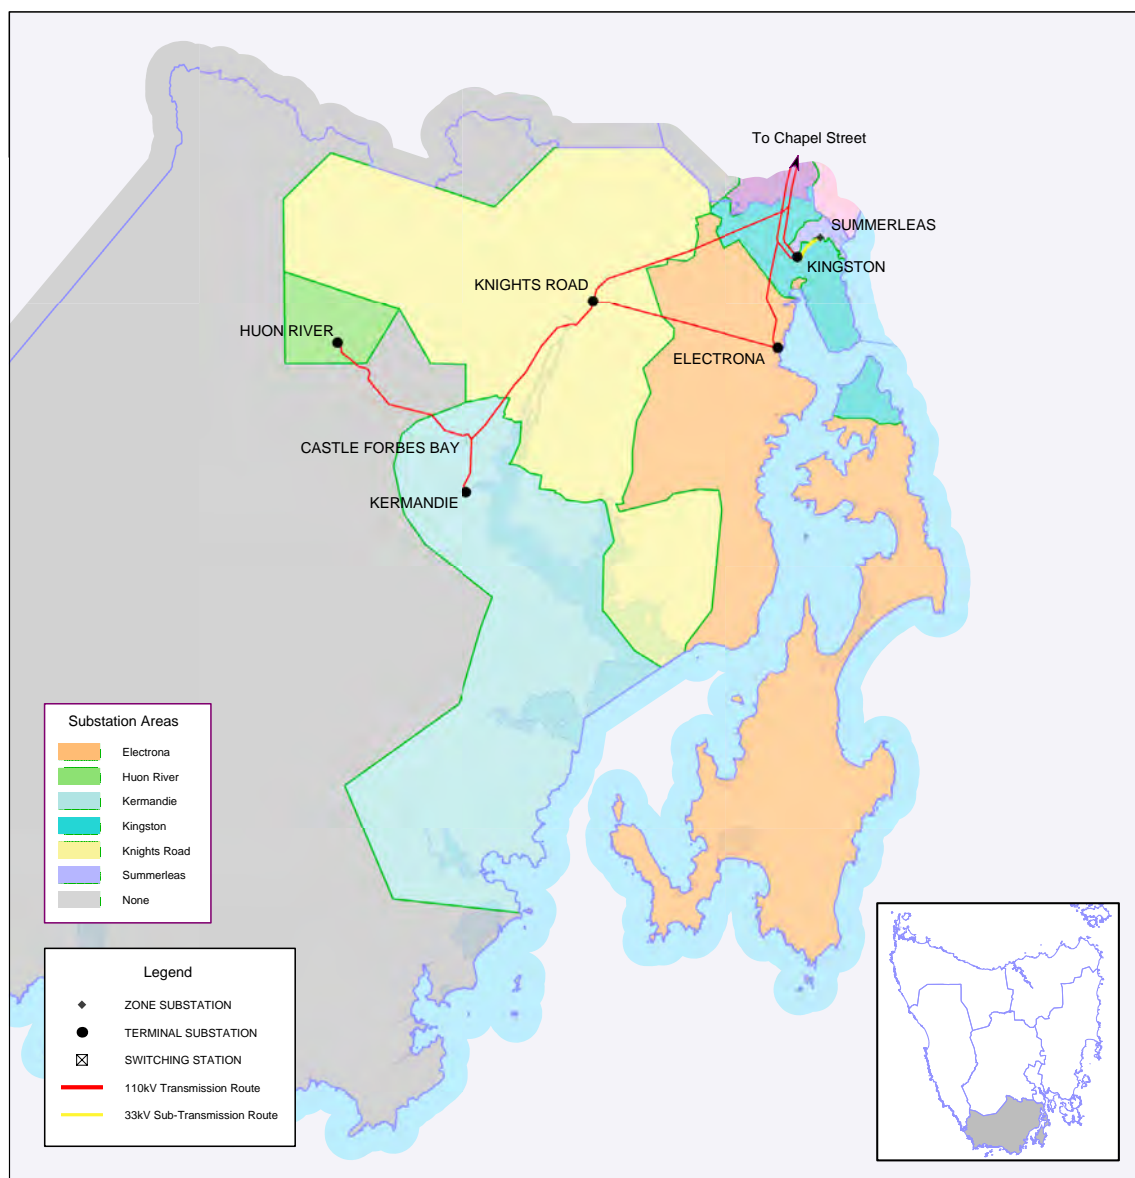 To Chapel Street
SUMMERLEAS
KINGSTON
KNIGHTS ROAD
HUON RIVER
ELECTRONA
CASTLE FORBES BAY
KERMANDIE
Substation Areas
Electrona
Huon River
Kermandie
Kingston
Knights Road
Summerleas
None
Legend
ZONE SUBSTATION
TERMINAL SUBSTATION
SWITCHING STATION
110kV Transmission Route
33kV Sub-Transmission Route